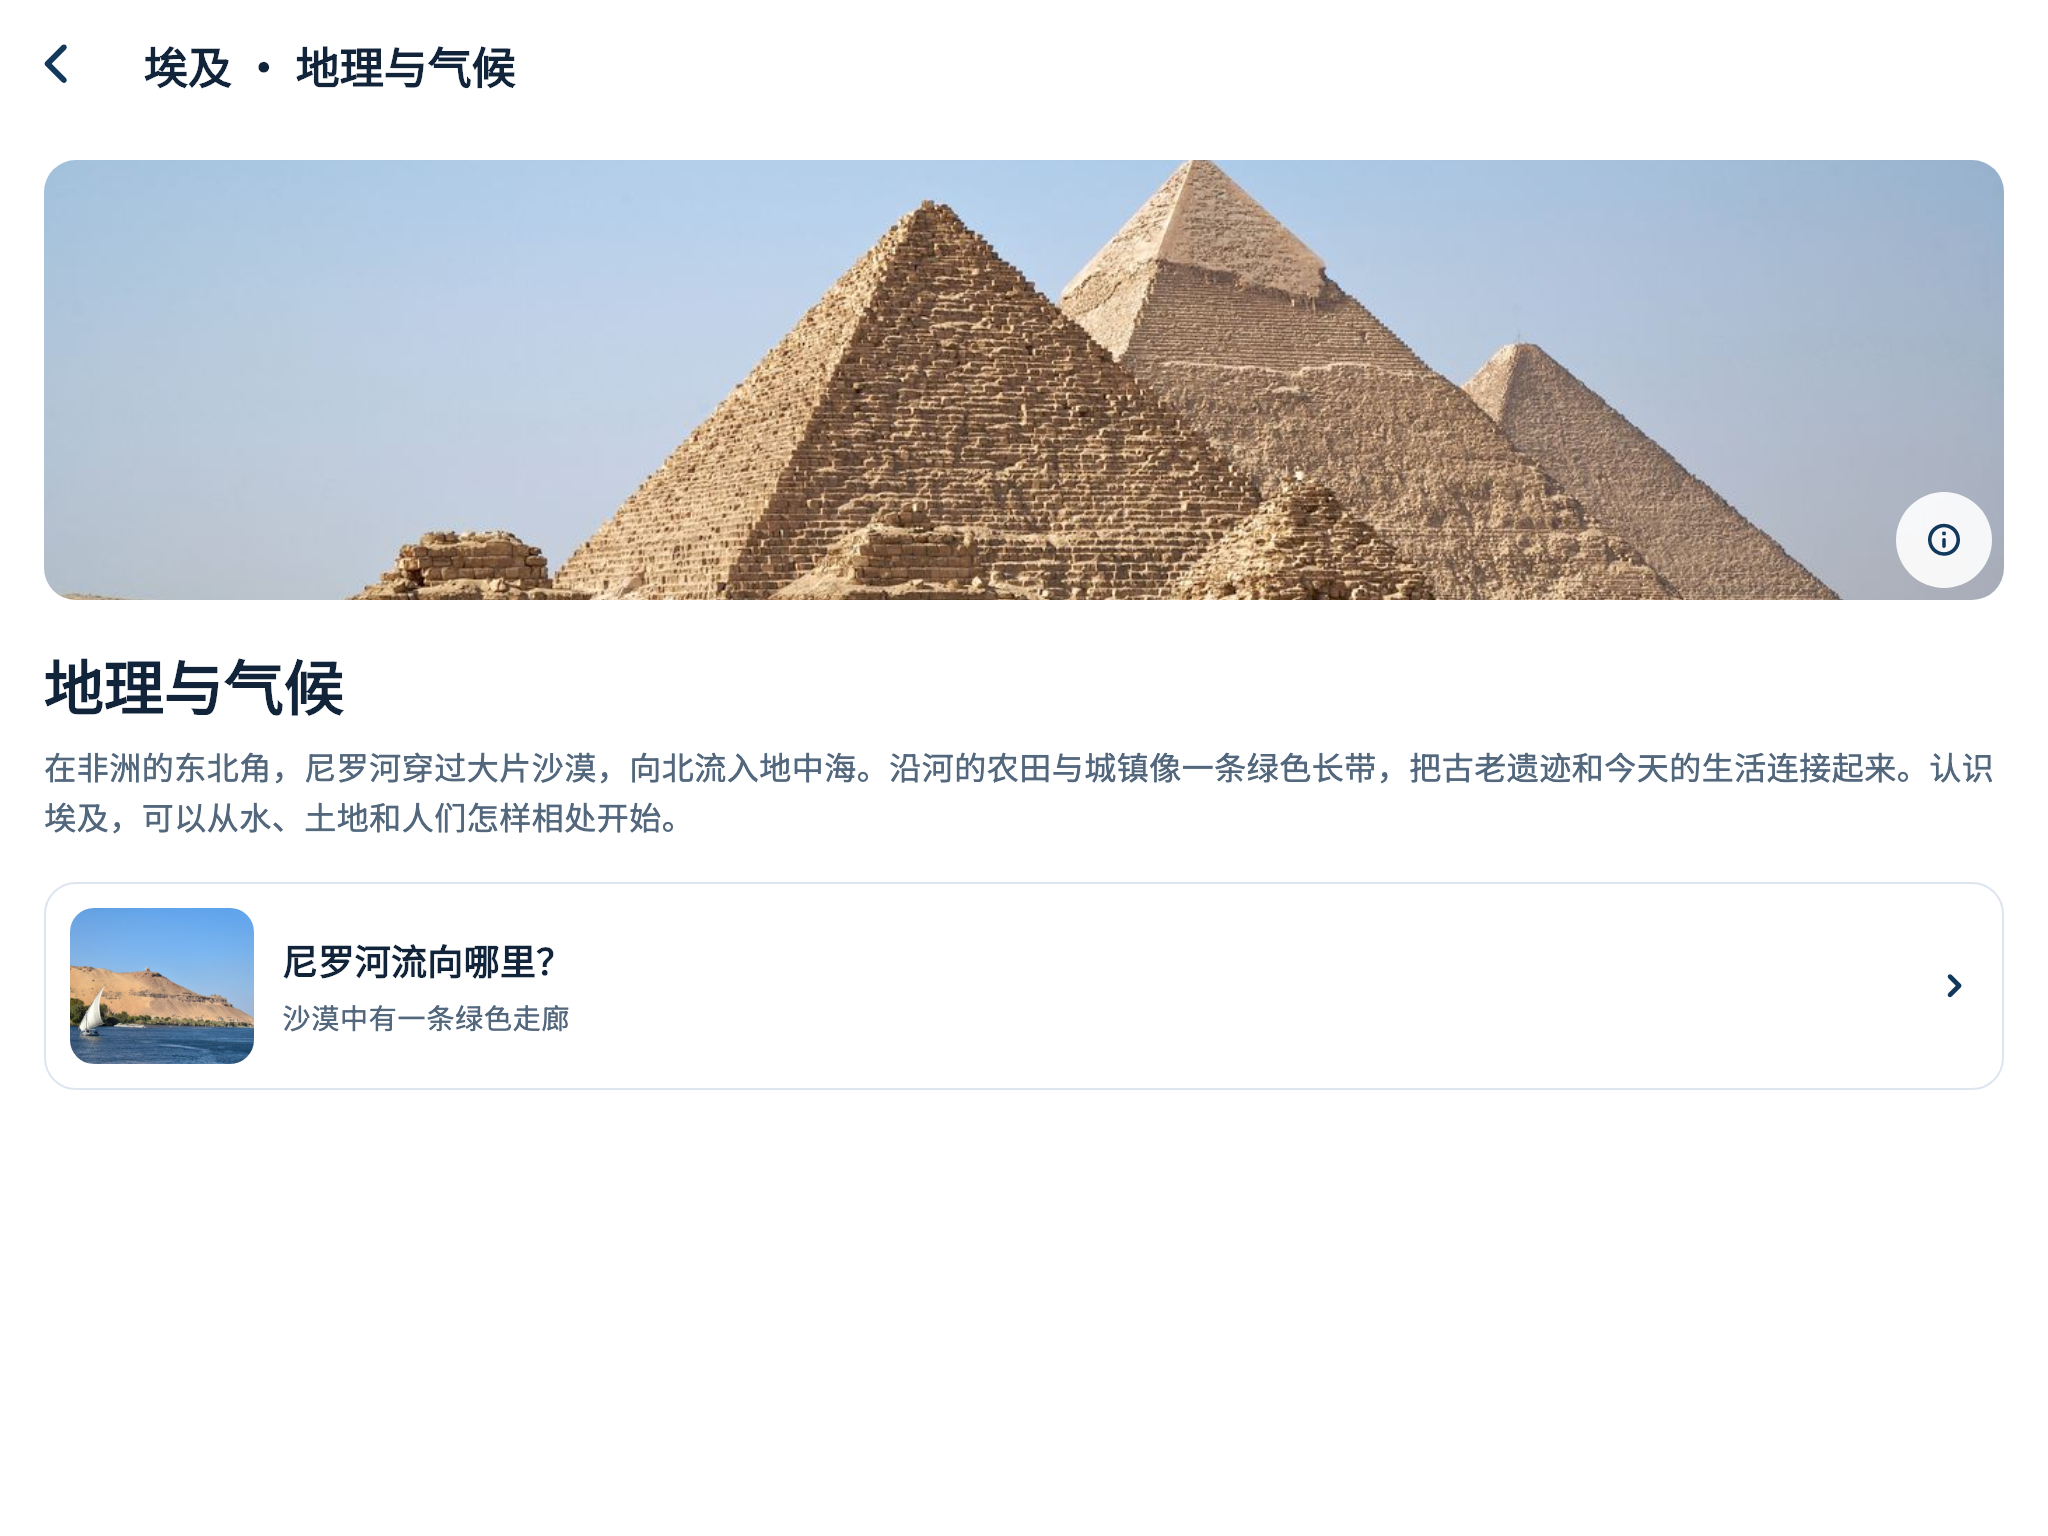 埃及 · 地理与气候
地理与气候
在非洲的东北角，尼罗河穿过大片沙漠，向北流入地中海。沿河的农田与城镇像一条绿色长带，把古老遗迹和今天的生活连接起来。认识
埃及，可以从水、土地和人们怎样相处开始。
尼罗河流向哪里？
沙漠中有一条绿色走廊